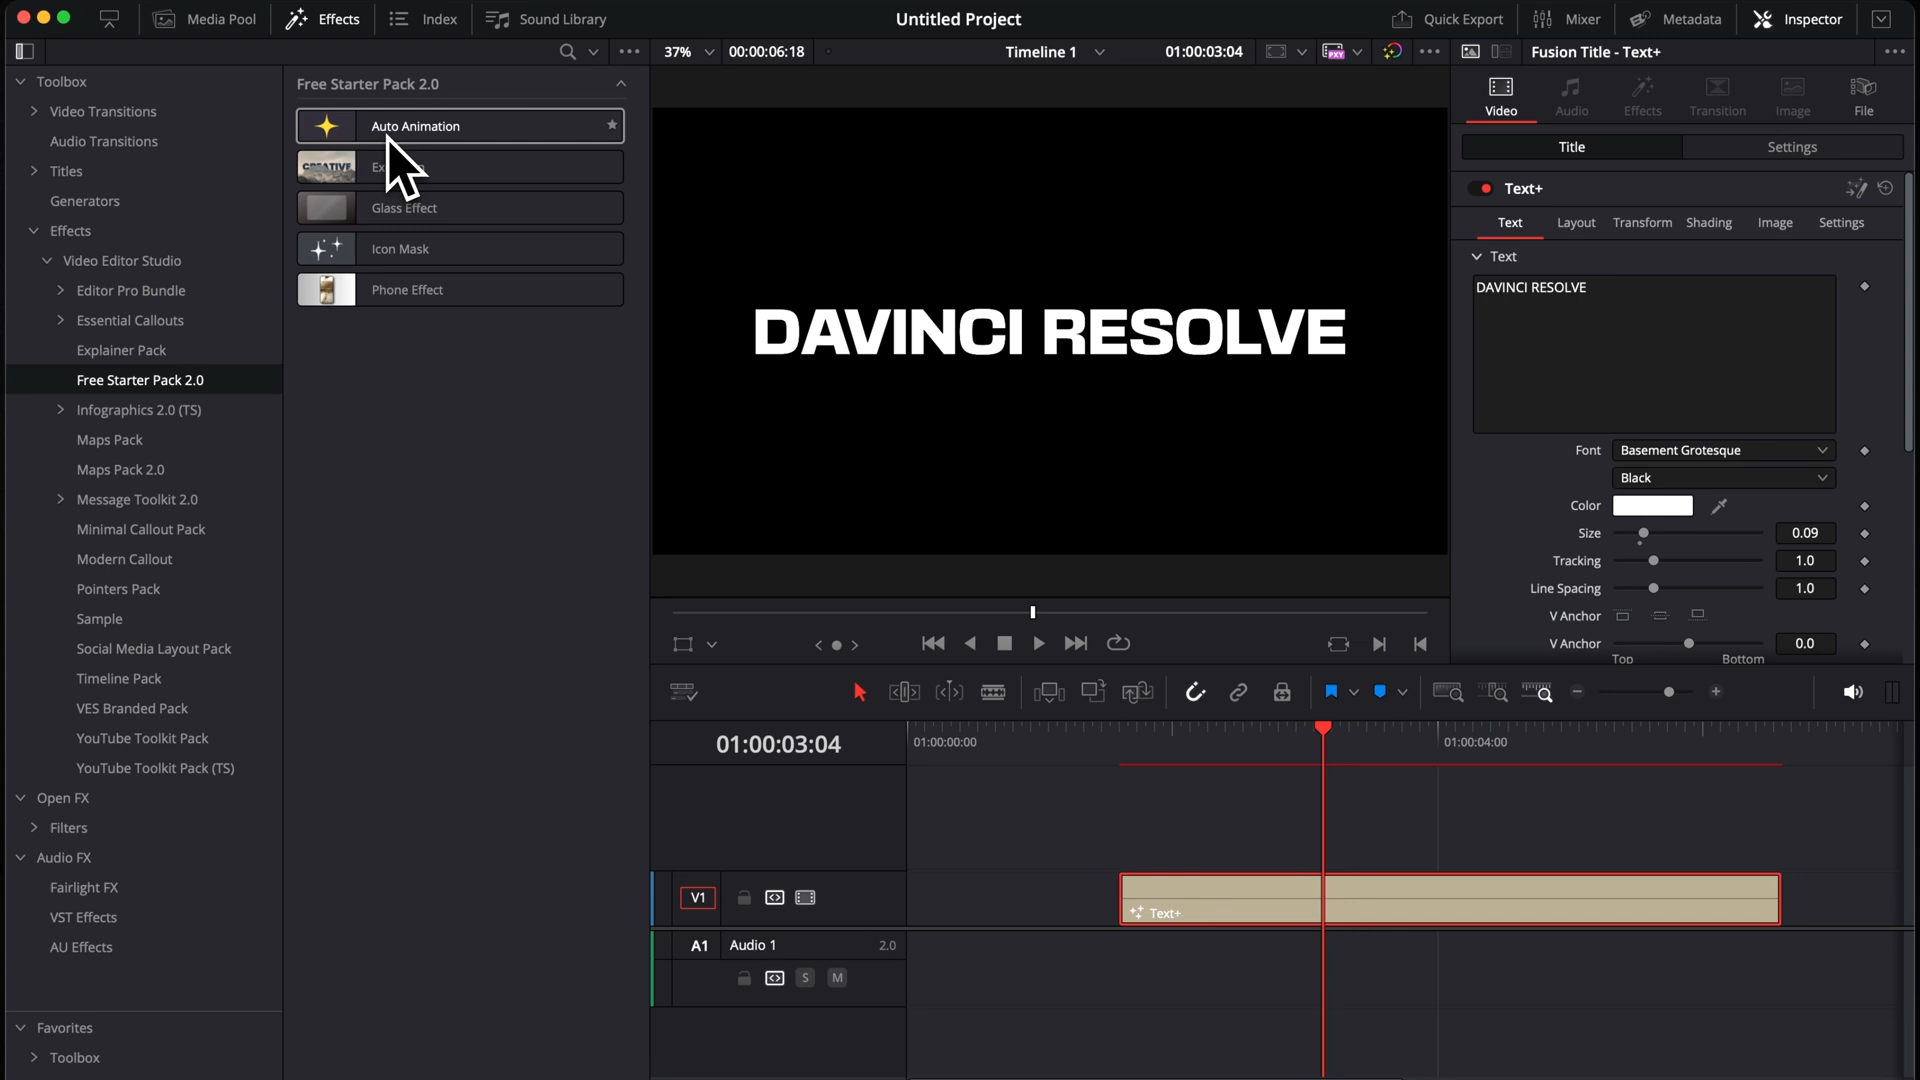 Media Pool
Effects
Index
Sound Library
Untitled Project
Quick Export
Mixer
Metadata
Inspector
37%
00:00:06:18
Timeline 1
01:00:03:04
PXY
Fusion Title - Text+
Toolbox
Video Transitions
Audio Transitions
Titles
Generators
Effects
Video Editor Studio
Editor Pro Bundle
Essential Callouts
Explainer Pack
Free Starter Pack 2.0
Infographics 2.0 (TS)
Maps Pack
Maps Pack 2.0
Message Toolkit 2.0
Minimal Callout Pack
Modern Callout
Pointers Pack
Sample
Social Media Layout Pack
Timeline Pack
VES Branded Pack
YouTube Toolkit Pack
YouTube Toolkit Pack (TS)
Open FX
Filters
Audio FX
Fairlight FX
VST Effects
AU Effects
Favorites
Toolbox
Free Starter Pack 2.0
Auto Animation
CREATIVE
Glass Effect
Icon Mask
Phone Effect
DAVINCI RESOLVE
Video
Audio
Effects
Transition
Image
File
Title
Settings
Text+
Text
Layout
Transform
Shading
Image
Settings
Text
DAVINCI RESOLVE
Font
Basement Grotesque
Black
Color
Size
0.09
Tracking
1.0
Line Spacing
1.0
V Anchor
V Anchor
0.0
Top
Bottom
01:00:03:04
01:00:00:00
01:00:04:00
V1
Text+
A1
Audio 1
2.0
S
M